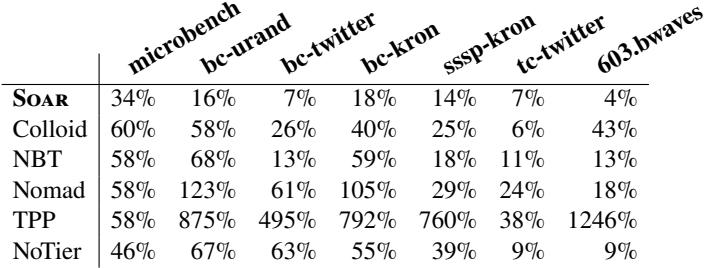 microbench bc-urand bc-twitter bc-kron sssp-kron tc-twitter 603.bwaves
SOAR 34% 16% 7% 18% 14% 7% 4%
Colloid 60% 58% 26% 40% 25% 6% 43%
NBT 58% 68% 13% 59% 18% 11% 13%
Nomad 58% 123% 61% 105% 29% 24% 18%
TPP 58% 875% 495% 792% 760% 38% 1246%
NoTier 46% 67% 63% 55% 39% 9% 9%